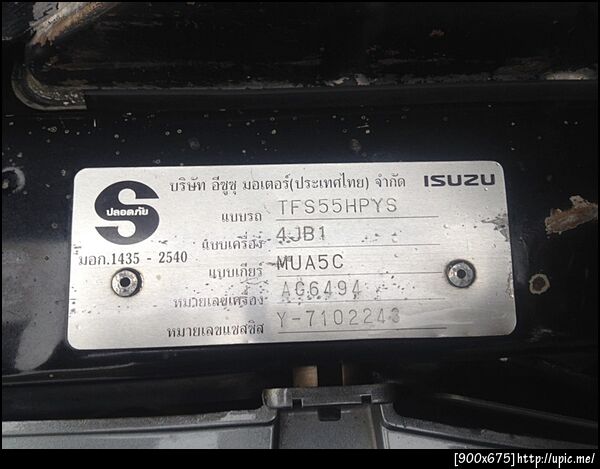 บริษัท อีซูซุ มอเตอร์(ประเทศไทย) จำกัด ISUZU
S
ปลอดภัย
มอก.1435 - 2540
แบบรถ TFS55HPYS
แบบเครื่อง 4JB1
แบบเกียร์ MUA5C
หมายเลขเครื่อง AG6494
หมายเลขแชสซิส Y-7102243
[900x675]http://upic.me/